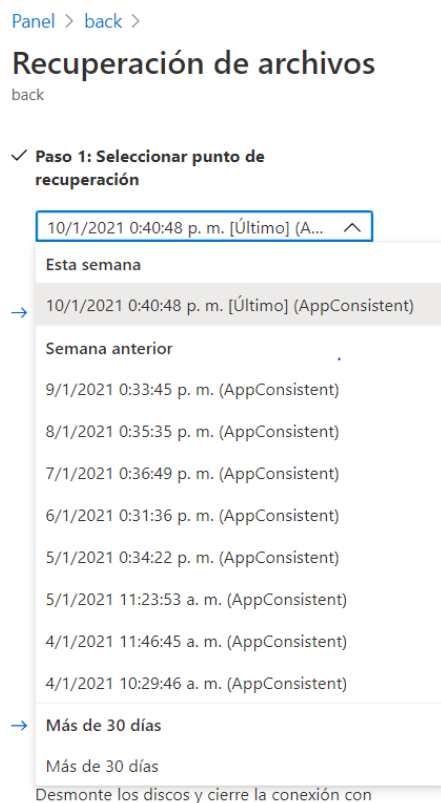 Panel > back >
Recuperación de archivos
back
Paso 1: Seleccionar punto de
recuperación
10/1/2021 0:40:48 p. m. [Último] (A...
Esta semana
10/1/2021 0:40:48 p. m. [Último] (AppConsistent)
Semana anterior
9/1/2021 0:33:45 p. m. (AppConsistent)
8/1/2021 0:35:35 p. m. (AppConsistent)
7/1/2021 0:36:49 p. m. (AppConsistent)
6/1/2021 0:31:36 p. m. (AppConsistent)
5/1/2021 0:34:22 p. m. (AppConsistent)
5/1/2021 11:23:53 a. m. (AppConsistent)
4/1/2021 11:46:45 a. m. (AppConsistent)
4/1/2021 10:29:46 a. m. (AppConsistent)
Más de 30 días
Más de 30 días
Desmonte los discos y cierre la conexión con